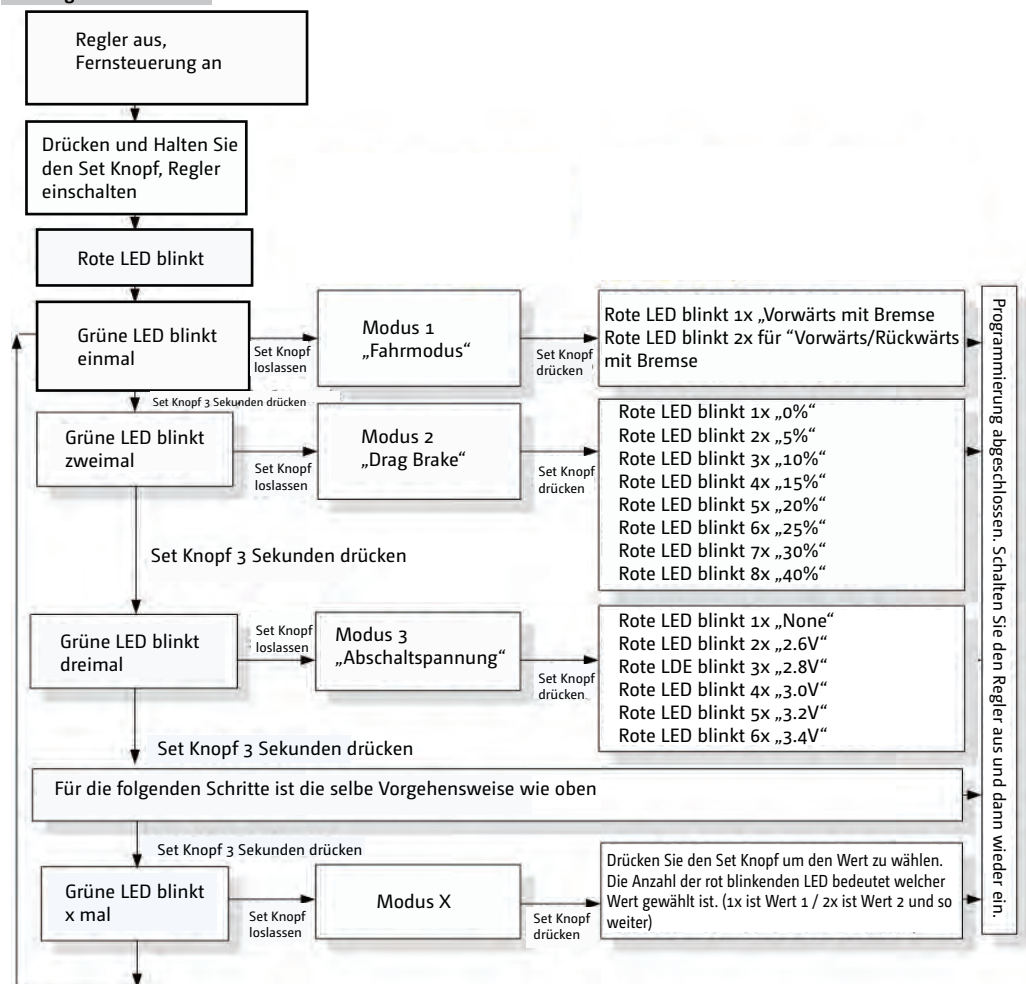 Regler aus,
Fernsteuerung an
Drücken und Halten Sie
den Set Knopf, Regler
einschalten
Rote LED blinkt
Grüne LED blinkt
einmal
Set Knopf
loslassen
Modus 1
„Fahrmodus“
Set Knopf
drücken
Rote LED blinkt 1x „Vorwärts mit Bremse
Rote LED blinkt 2x für “Vorwärts/Rückwärts
mit Bremse
Set Knopf 3 Sekunden drücken
Grüne LED blinkt
zweimal
Set Knopf
loslassen
Modus 2
„Drag Brake“
Set Knopf
drücken
Rote LED blinkt 1x „0%“
Rote LED blinkt 2x „5%“
Rote LED blinkt 3x „10%“
Rote LED blinkt 4x „15%“
Rote LED blinkt 5x „20%“
Rote LED blinkt 6x „25%“
Rote LED blinkt 7x „30%“
Rote LED blinkt 8x „40%“
Set Knopf 3 Sekunden drücken
Grüne LED blinkt
dreimal
Set Knopf
loslassen
Modus 3
„Abschaltspannung“
Set Knopf
drücken
Rote LED blinkt 1x „None“
Rote LED blinkt 2x „2.6V“
Rote LDE blinkt 3x „2.8V“
Rote LED blinkt 4x „3.0V“
Rote LED blinkt 5x „3.2V“
Rote LED blinkt 6x „3.4V“
Set Knopf 3 Sekunden drücken
Für die folgenden Schritte ist die selbe Vorgehensweise wie oben
Set Knopf 3 Sekunden drücken
Grüne LED blinkt
x mal
Set Knopf
loslassen
Modus X
Set Knopf
drücken
Drücken Sie den Set Knopf um den Wert zu wählen.
Die Anzahl der rot blinkenden LED bedeutet welcher
Wert gewählt ist. (1x ist Wert 1 / 2x ist Wert 2 und so
weiter)
Programmierung abgeschlossen. Schalten Sie den Regler aus und dann wieder ein.